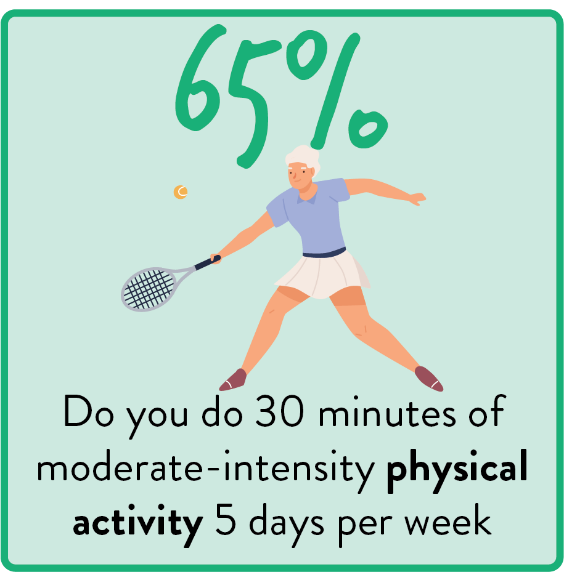 65%
Do you do 30 minutes of
moderate-intensity physical
activity 5 days per week